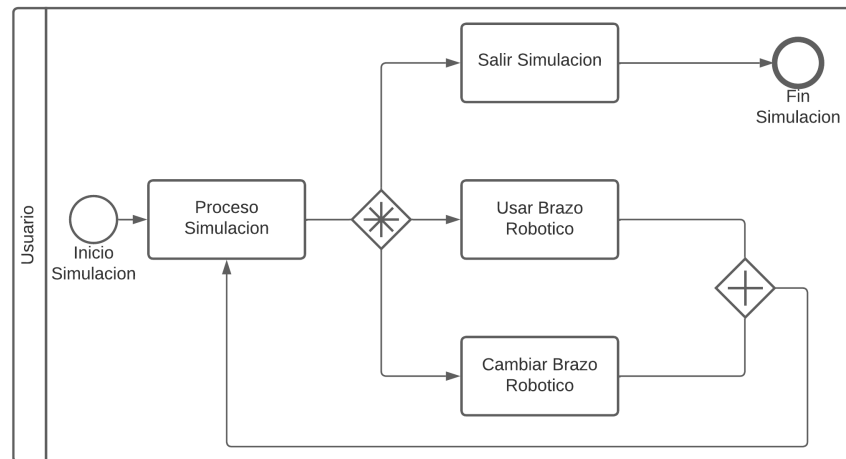 Usuario
Inicio
Simulacion
Proceso
Simulacion
Salir Simulacion
Fin
Simulacion
Usar Brazo
Robotico
Cambiar Brazo
Robotico